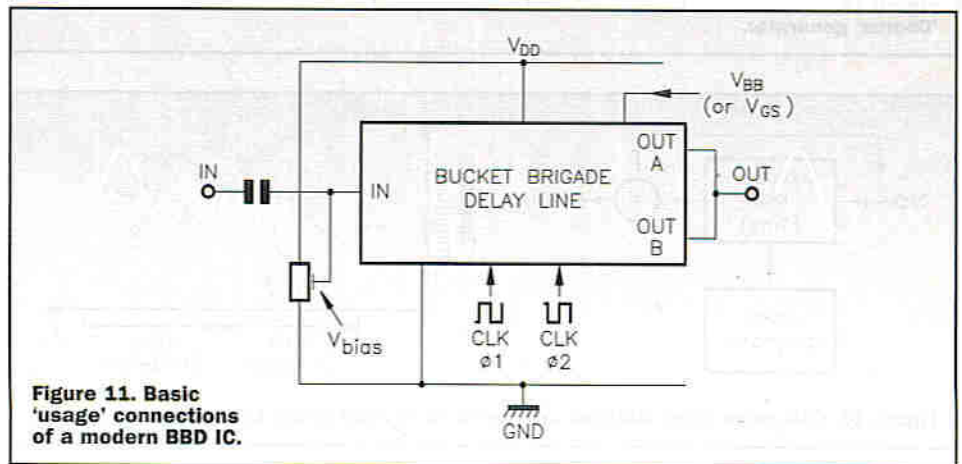 VDD
VBB
(or VGS)
IN
IN
BUCKET BRIGADE
DELAY LINE
OUT
A
OUT
OUT
B
Vbias
CLK
ø1
CLK
ø2
GND
Figure 11. Basic
'usage' connections
of a modern BBD IC.